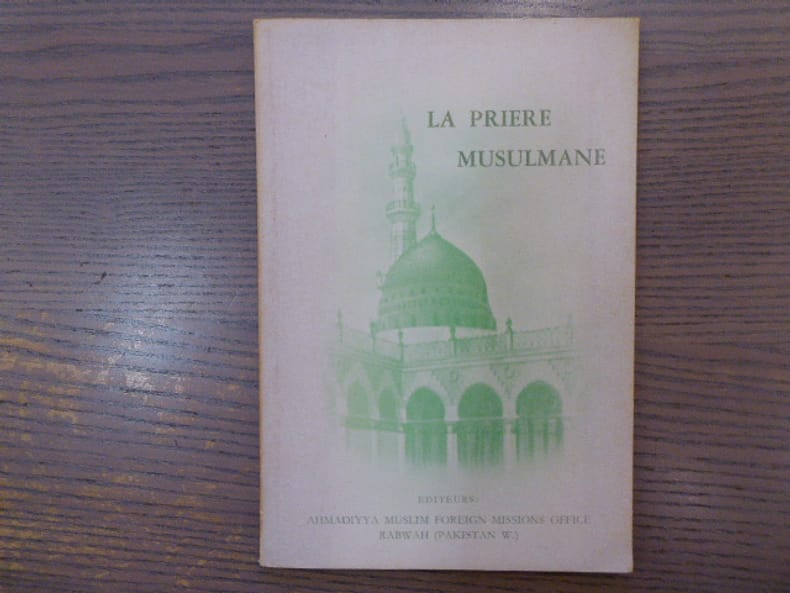 LA PRIERE
MUSULMANE
EDITEURS:
AHMADIYYA MUSLIM FOREIGN MISSIONS OFFICE
RABWAH (PAKISTAN W.)